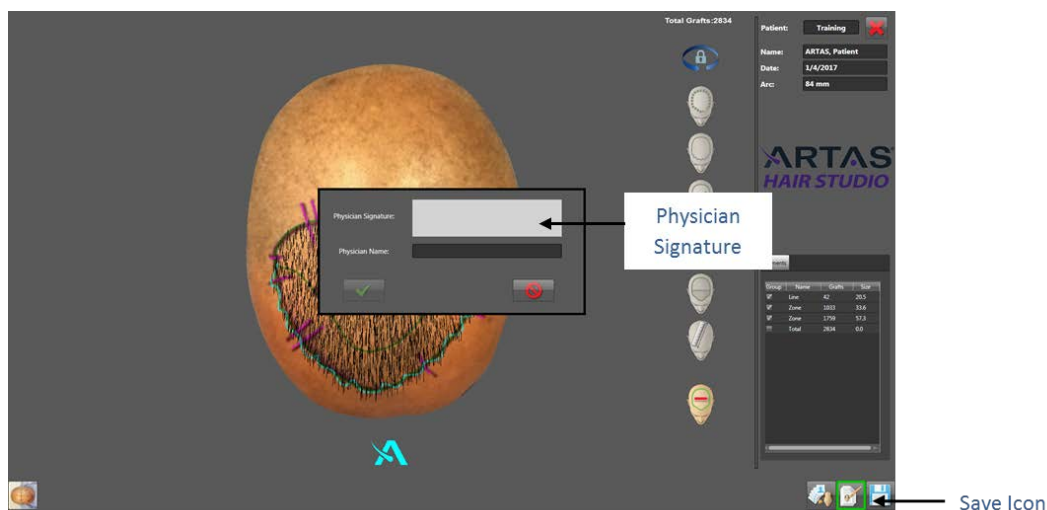 Total Grafts:2834
Patient: Training
Name: ARTAS, Patient
Date: 1/4/2017
Arc: 84 mm
ARTAS
HAIR STUDIO
Physician Signature:
Physician Name:
Physician
Signature
Group Name Grafts Size
Line 42 20.5
Zone 1033 33.6
Zone 1759 57.3
Total 2834 0.0
Save Icon